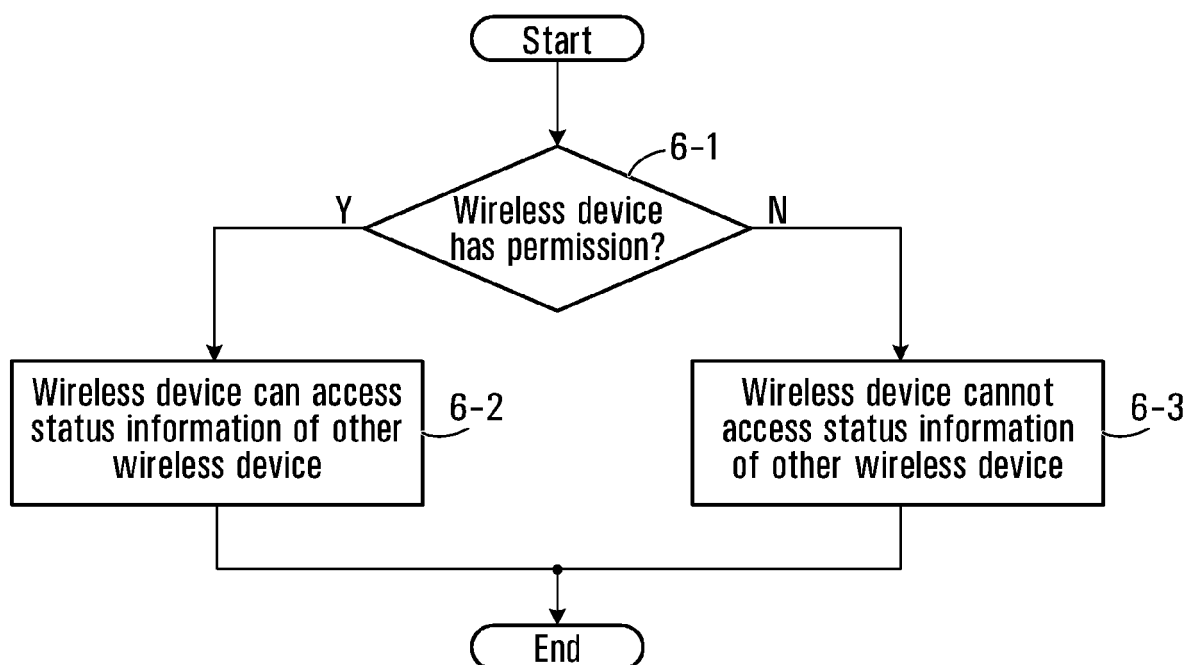 Start
6-1
Y
Wireless device
has permission?
N
Wireless device can access
status information of other
wireless device
6-2
Wireless device cannot
access status information
of other wireless device
6-3
End